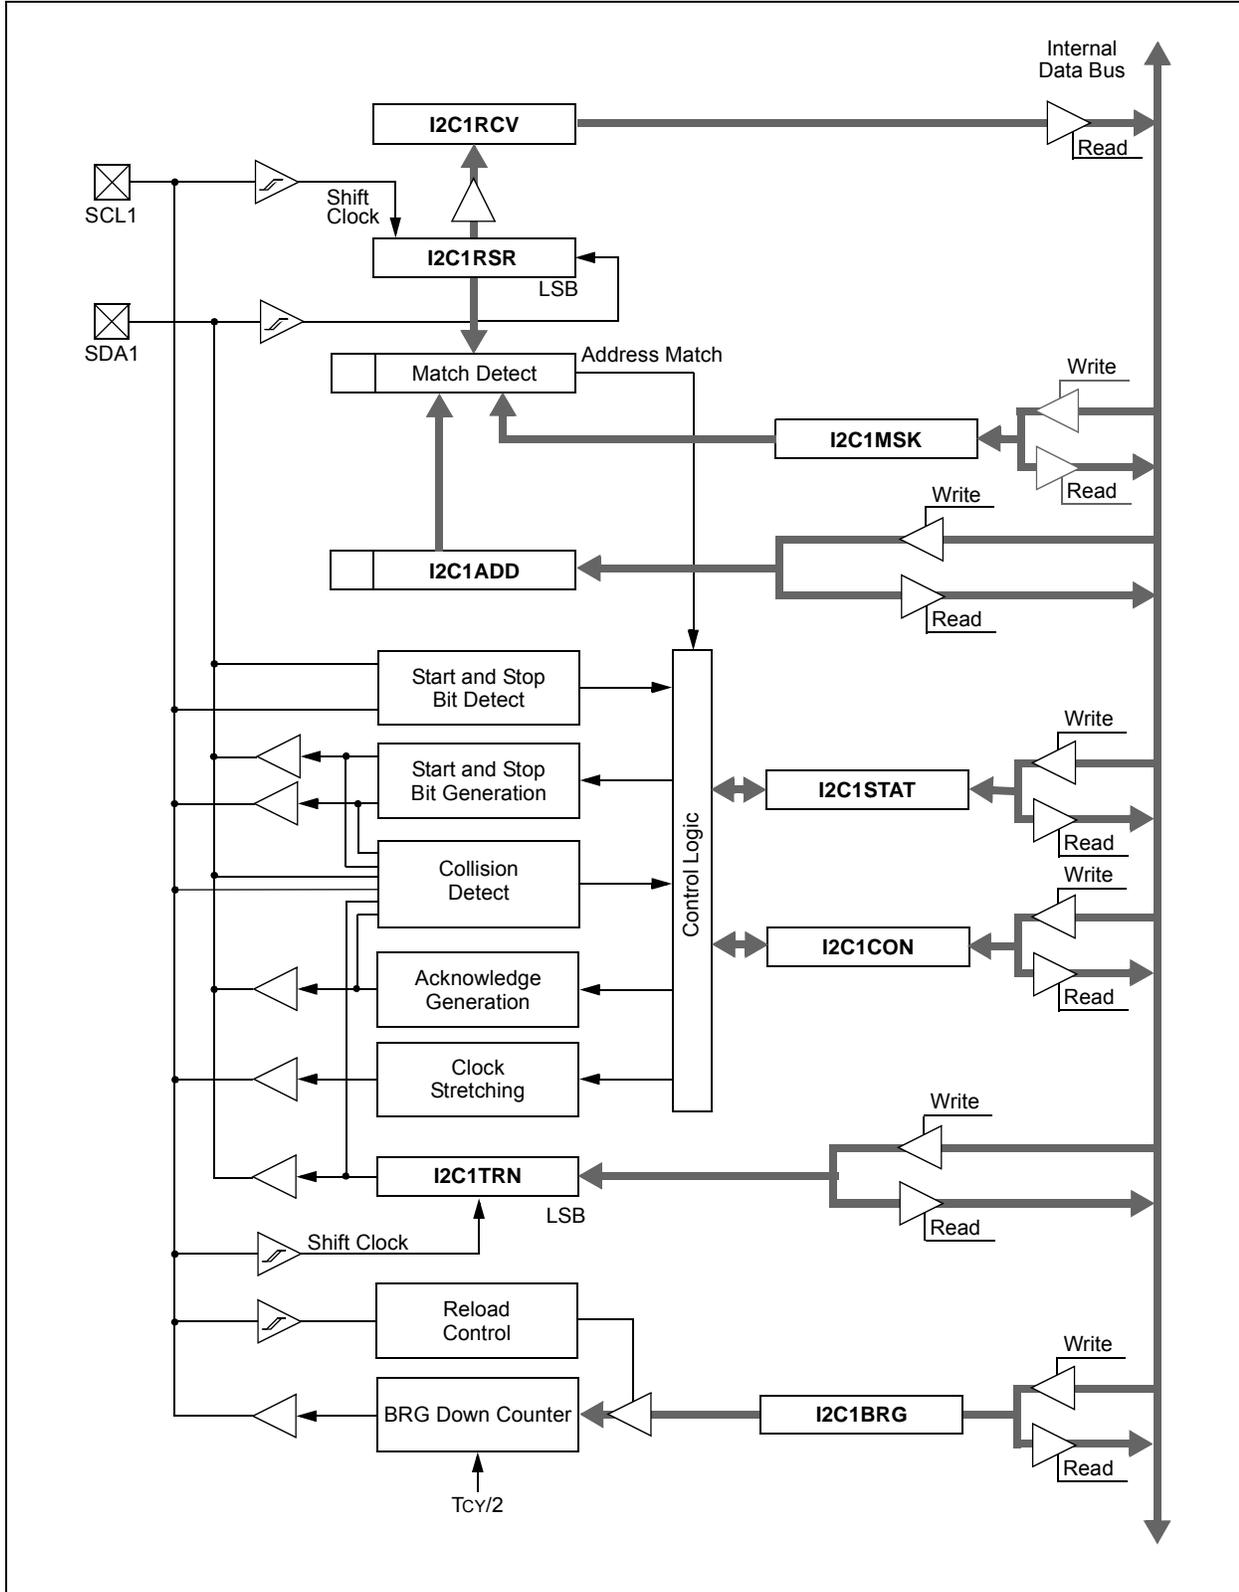 Internal
Data Bus
I2C1RCV
Read
SCL1
Shift
Clock
I2C1RSR
LSB
SDA1
Address Match
Match Detect
Write
I2C1MSK
Read
Write
I2C1ADD
Read
Start and Stop
Bit Detect
Write
Start and Stop
Bit Generation
I2C1STAT
Read
Control Logic
Collision
Detect
Write
I2C1CON
Acknowledge
Generation
Read
Clock
Stretching
Write
I2C1TRN
LSB
Read
Shift Clock
Reload
Control
Write
BRG Down Counter
I2C1BRG
Read
TCY/2